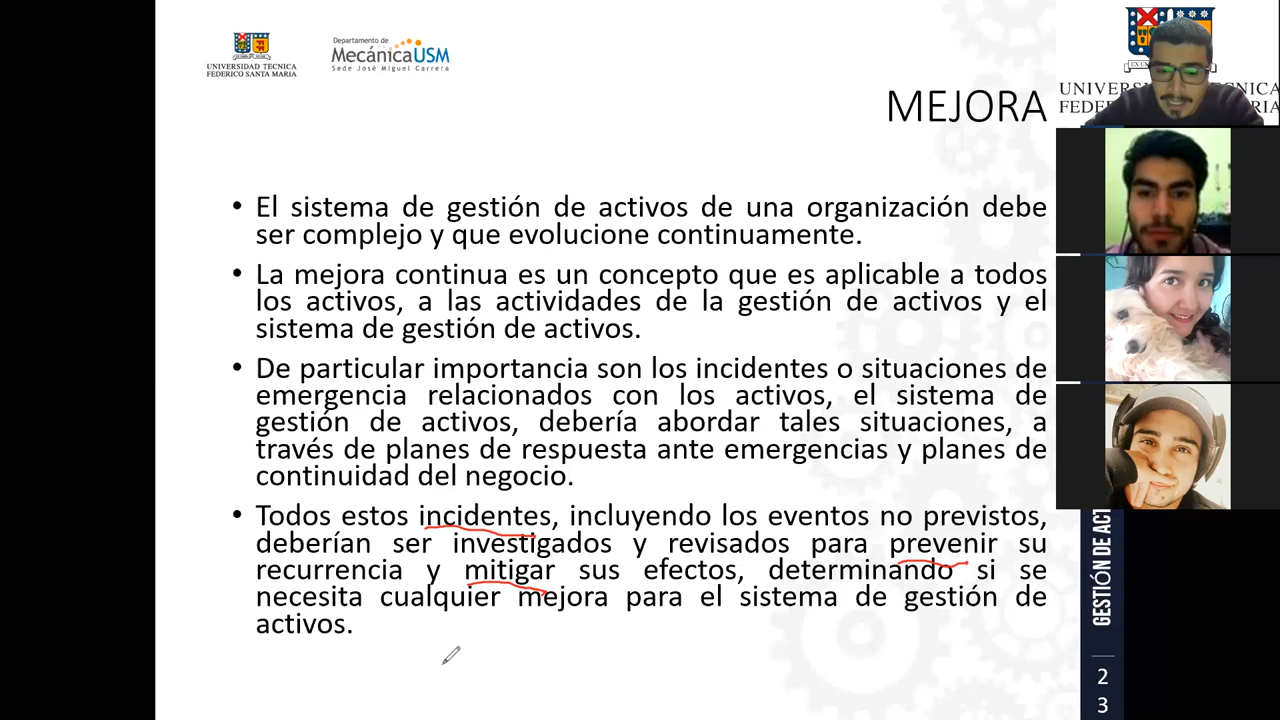 UNIVERSIDAD TÉCNICA
FEDERICO SANTA MARIA
Departamento de
MecánicaUSM
Sede José Miguel Carrera
MEJORA
• El sistema de gestión de activos de una organización debe
ser complejo y que evolucione continuamente.
• La mejora continua es un concepto que es aplicable a todos
los activos, a las actividades de la gestión de activos y el
sistema de gestión de activos.
• De particular importancia son los incidentes o situaciones de
emergencia relacionados con los activos, el sistema de
gestión de activos, debería abordar tales situaciones, a
través de planes de respuesta ante emergencias y planes de
continuidad del negocio.
• Todos estos incidentes, incluyendo los eventos no previstos,
deberían ser investigados y revisados para prevenir su
recurrencia y mitigar sus efectos, determinando si se
necesita cualquier mejora para el sistema de gestión de
activos.
GESTIÓN DE ACT
2
3